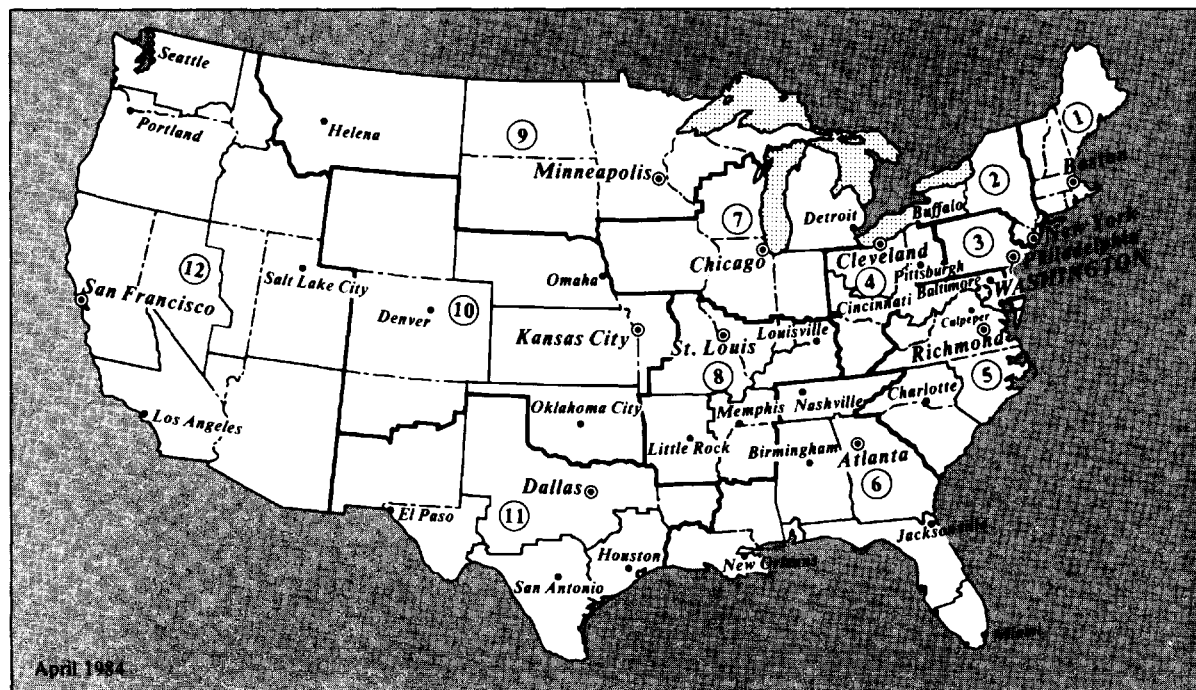 Seattle
Portland
Helena
9
Minneapolis
1
Boston
2
Buffalo
Detroit
7
3
New York
Philadelphia
Cleveland
Chicago
4
Pittsburgh
Baltimore
WASHINGTON
Cincinnati
12
Salt Lake City
San Francisco
Omaha
10
Denver
Kansas City
St. Louis
Louisville
Culpeper
Richmond
8
5
Charlotte
Los Angeles
Oklahoma City
Memphis
Nashville
Little Rock
Birmingham
Atlanta
6
Dallas
11
El Paso
Houston
San Antonio
New Orleans
Jacksonville
Miami
April 1984